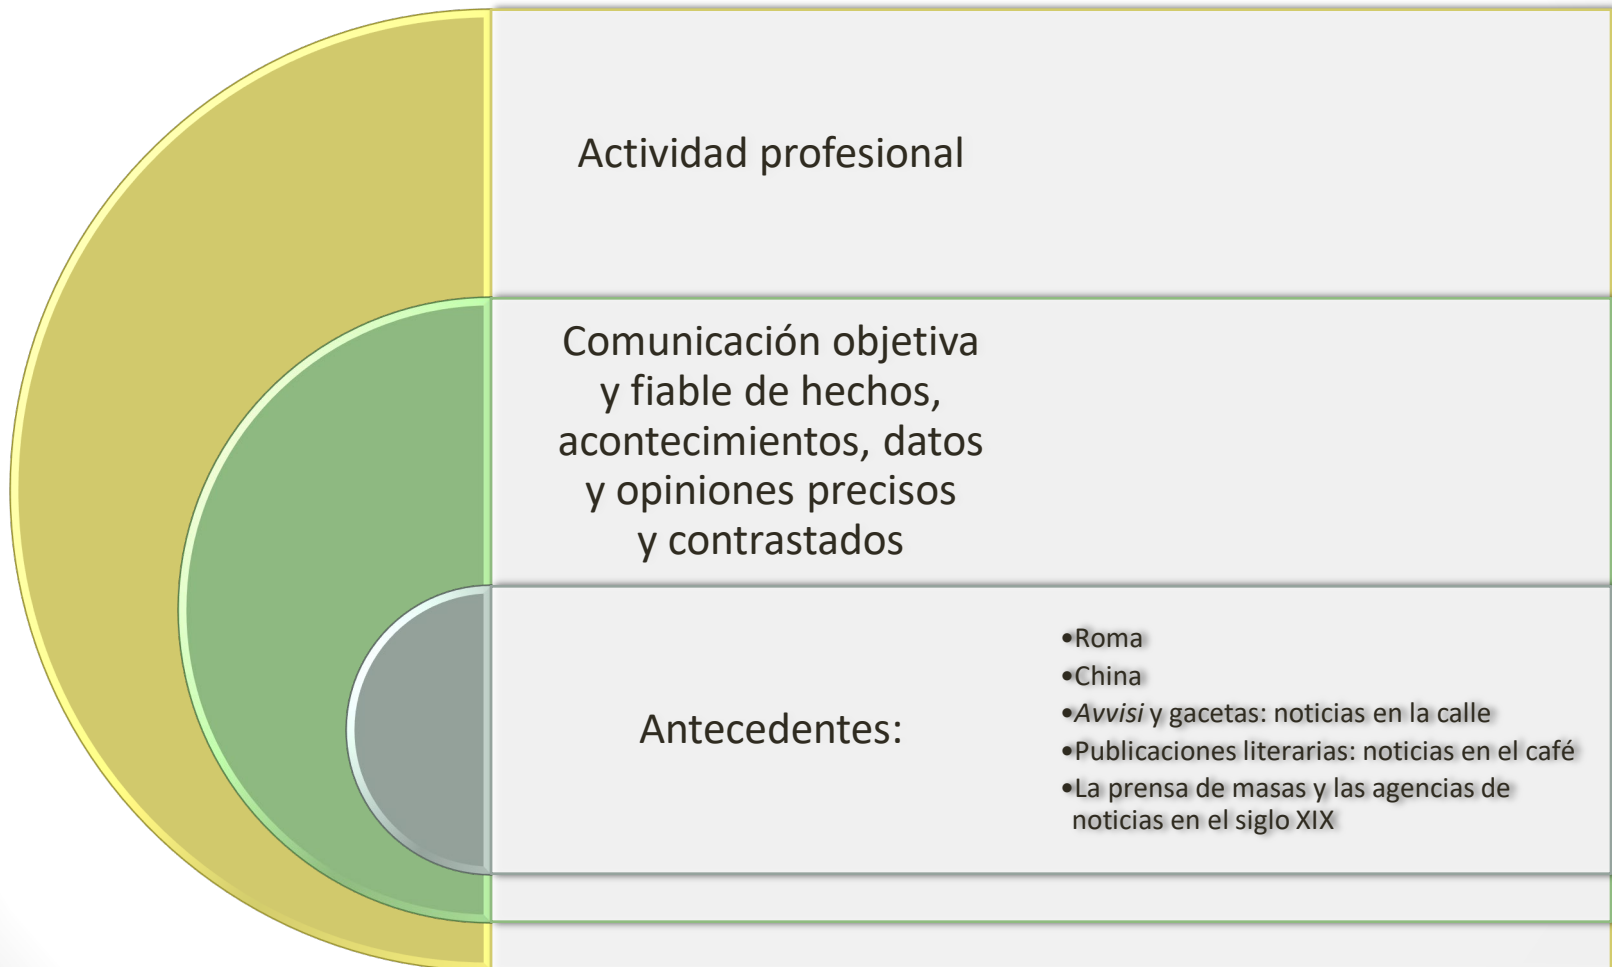 Actividad profesional
Comunicación objetiva
y fiable de hechos,
acontecimientos, datos
y opiniones precisos
y contrastados
Antecedentes:
•Roma
•China
•Avvisi y gacetas: noticias en la calle
•Publicaciones literarias: noticias en el café
•La prensa de masas y las agencias de
noticias en el siglo XIX